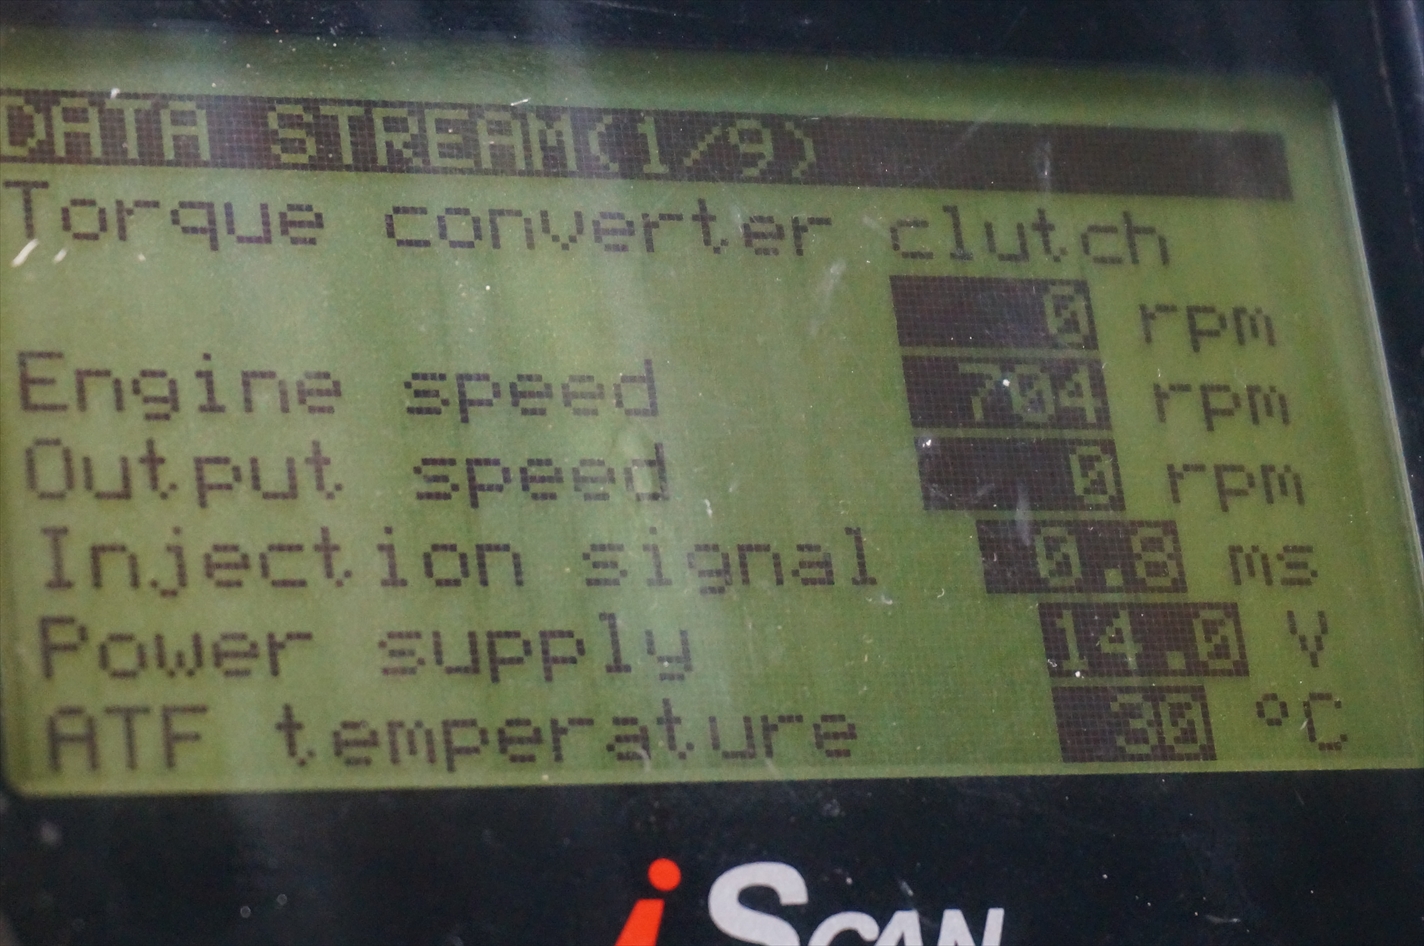 DATA STREAM(1/9)
Torque converter clutch
0 rpm
Engine speed 704 rpm
Output speed 0 rpm
Injection signal 0.8 ms
Power supply 14.0 V
ATF temperature 30 °C
iSCAN